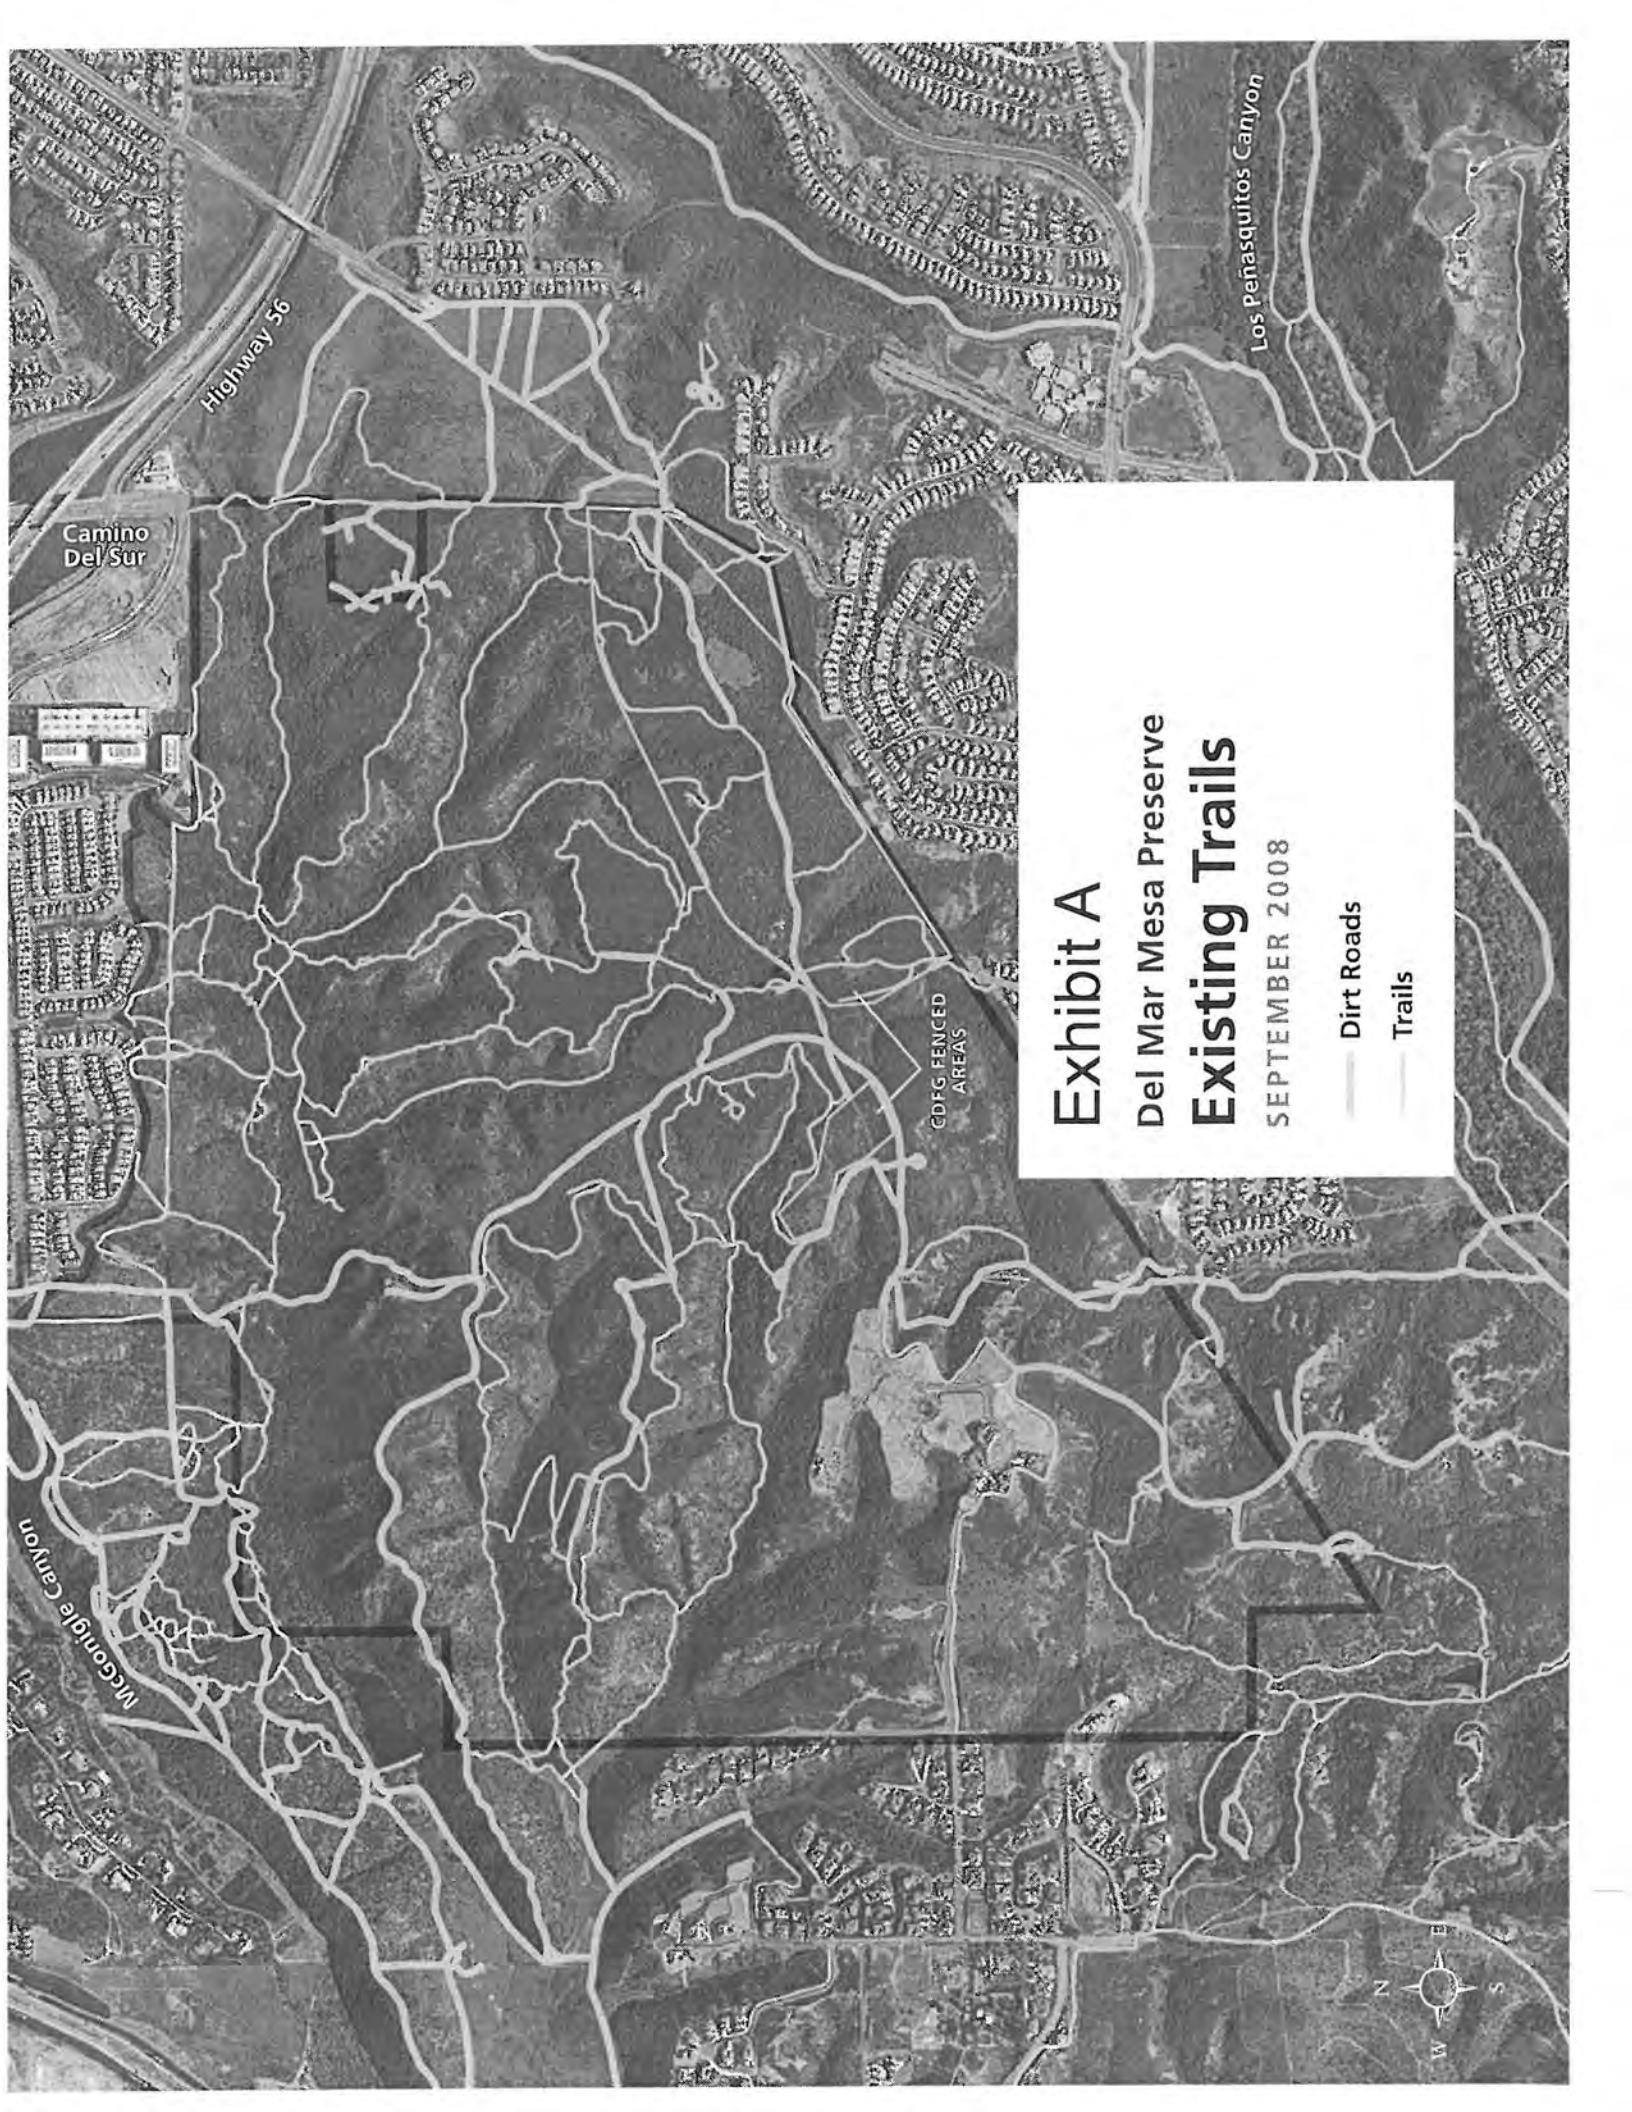 Camino
Del Sur
Highway 56
McGonigle Canyon
Los Peñasquitos Canyon
CDFG FENCED
AREAS
Exhibit A
Del Mar Mesa Preserve
Existing Trails
SEPTEMBER 2008
Dirt Roads
Trails
N
W E
S